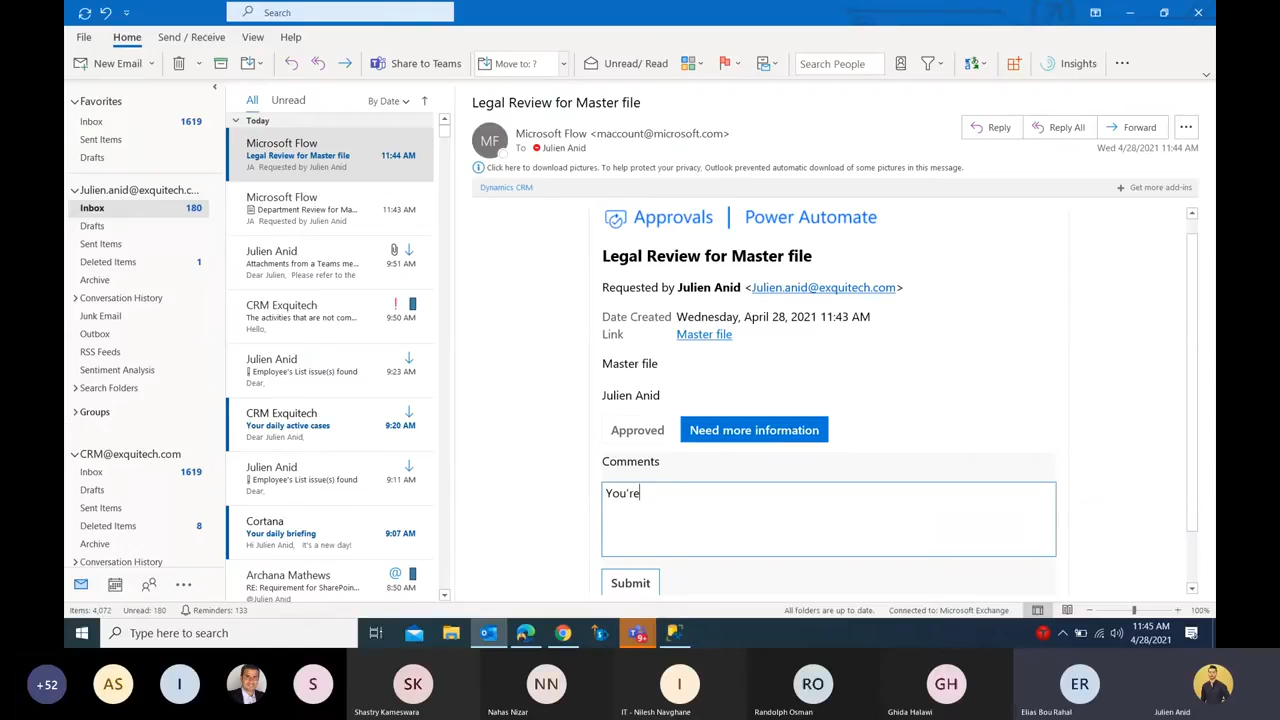 Search
File Home Send / Receive View Help
New Email Share to Teams Move to: ? Unread/ Read Search People Insights
Favorites
Inbox 1619
Sent Items
Drafts
Julien.anid@exquitech.c...
Inbox 180
Drafts
Sent Items
Deleted Items 1
Archive
Conversation History
Junk Email
Outbox
RSS Feeds
Sentiment Analysis
Search Folders
Groups
CRM@exquitech.com
Inbox 1619
Drafts
Sent Items
Deleted Items 8
Archive
Conversation History
All Unread By Date
Today
Microsoft Flow
Legal Review for Master file 11:44 AM
JA Requested by Julien Anid
Microsoft Flow
Department Review for Ma... 11:43 AM
JA Requested by Julien Anid
Julien Anid
Attachments from a Teams me... 9:51 AM
Dear Julien, Please refer to the
CRM Exquitech
The activities that are not com... 9:50 AM
Hello,
Julien Anid
Employee's List issue(s) found 9:23 AM
Dear,
CRM Exquitech
Your daily active cases 9:20 AM
Dear Julien Anid,
Julien Anid
Employee's List issue(s) found 9:11 AM
Dear,
Cortana
Your daily briefing 9:07 AM
Hi Julien Anid, It's a new day!
Archana Mathews
RE: Requirement for SharePoin... 8:50 AM
@Julien Anid
Legal Review for Master file
MF
Microsoft Flow <maccount@microsoft.com>
To Julien Anid
Reply Reply All Forward
Wed 4/28/2021 11:44 AM
Click here to download pictures. To help protect your privacy, Outlook prevented automatic download of some pictures in this message.
Dynamics CRM Get more add-ins
Approvals | Power Automate
Legal Review for Master file
Requested by Julien Anid <Julien.anid@exquitech.com>
Date Created Wednesday, April 28, 2021 11:43 AM
Link Master file
Master file
Julien Anid
Approved Need more information
Comments
You're
Submit
Items: 4,072 Unread: 180 Reminders: 133 All folders are up to date. Connected to: Microsoft Exchange 100%
Type here to search
9+
11:45 AM
4/28/2021
+52 AS I S SK NN I RO GH ER
Shastry Kameswara Nahas Nizar IT - Nilesh Navghane Randolph Osman Ghida Halawi Elias Bou Rahal Julien Anid